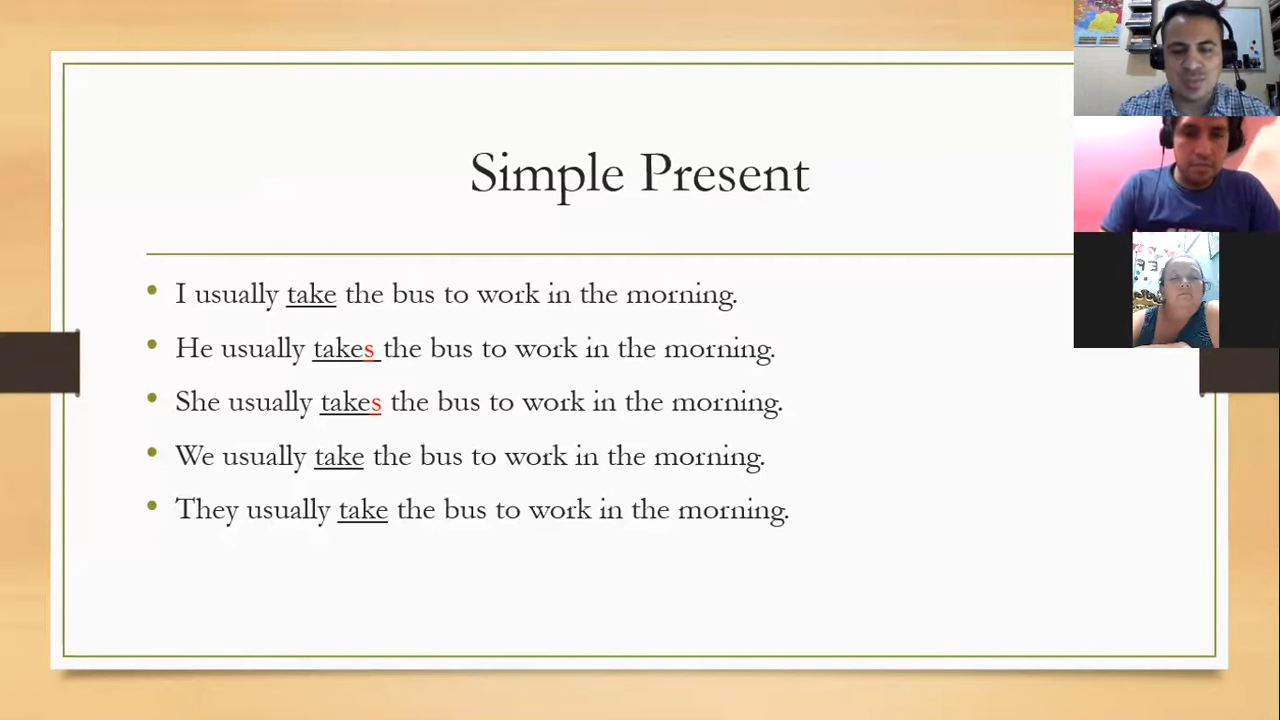 Simple Present
• I usually take the bus to work in the morning.
• He usually takes the bus to work in the morning.
• She usually takes the bus to work in the morning.
• We usually take the bus to work in the morning.
• They usually take the bus to work in the morning.